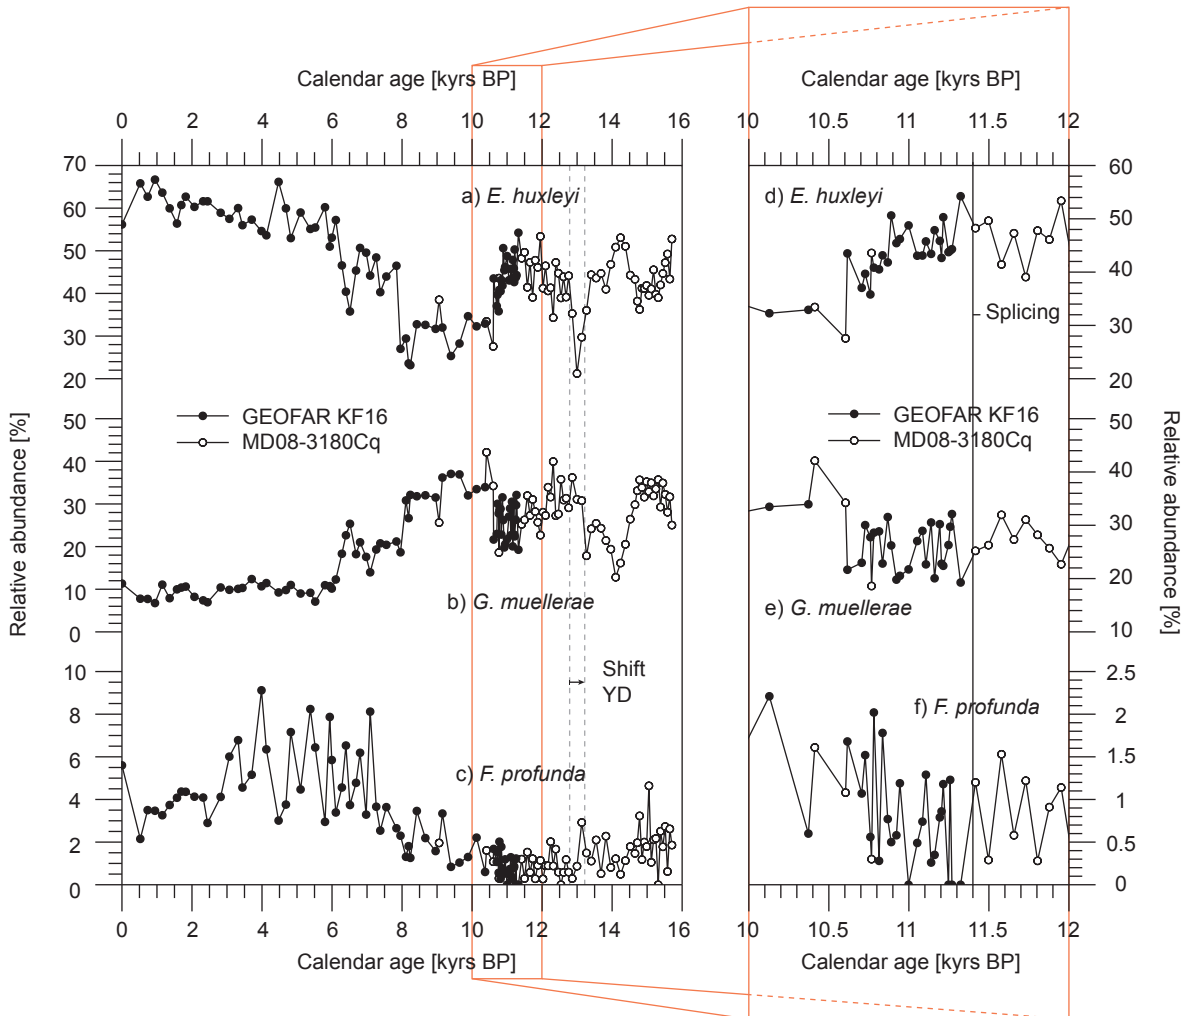 Calendar age [kyrs BP]
Calendar age [kyrs BP]
0 2 4 6 8 10 12 14 16
10 10.5 11 11.5 12
70
60
50
40
30
20
a) E. huxleyi
d) E. huxleyi
60
50
40
30
20
Splicing
GEOFAR KF16
MD08-3180Cq
GEOFAR KF16
MD08-3180Cq
Relative abundance [%]
Relative abundance [%]
50
40
30
20
10
0
b) G. muellerae
e) G. muellerae
50
40
30
20
10
Shift
YD
10
8
6
4
2
0
c) F. profunda
f) F. profunda
2.5
2
1.5
1
0.5
0
0 2 4 6 8 10 12 14 16
10 10.5 11 11.5 12
Calendar age [kyrs BP]
Calendar age [kyrs BP]